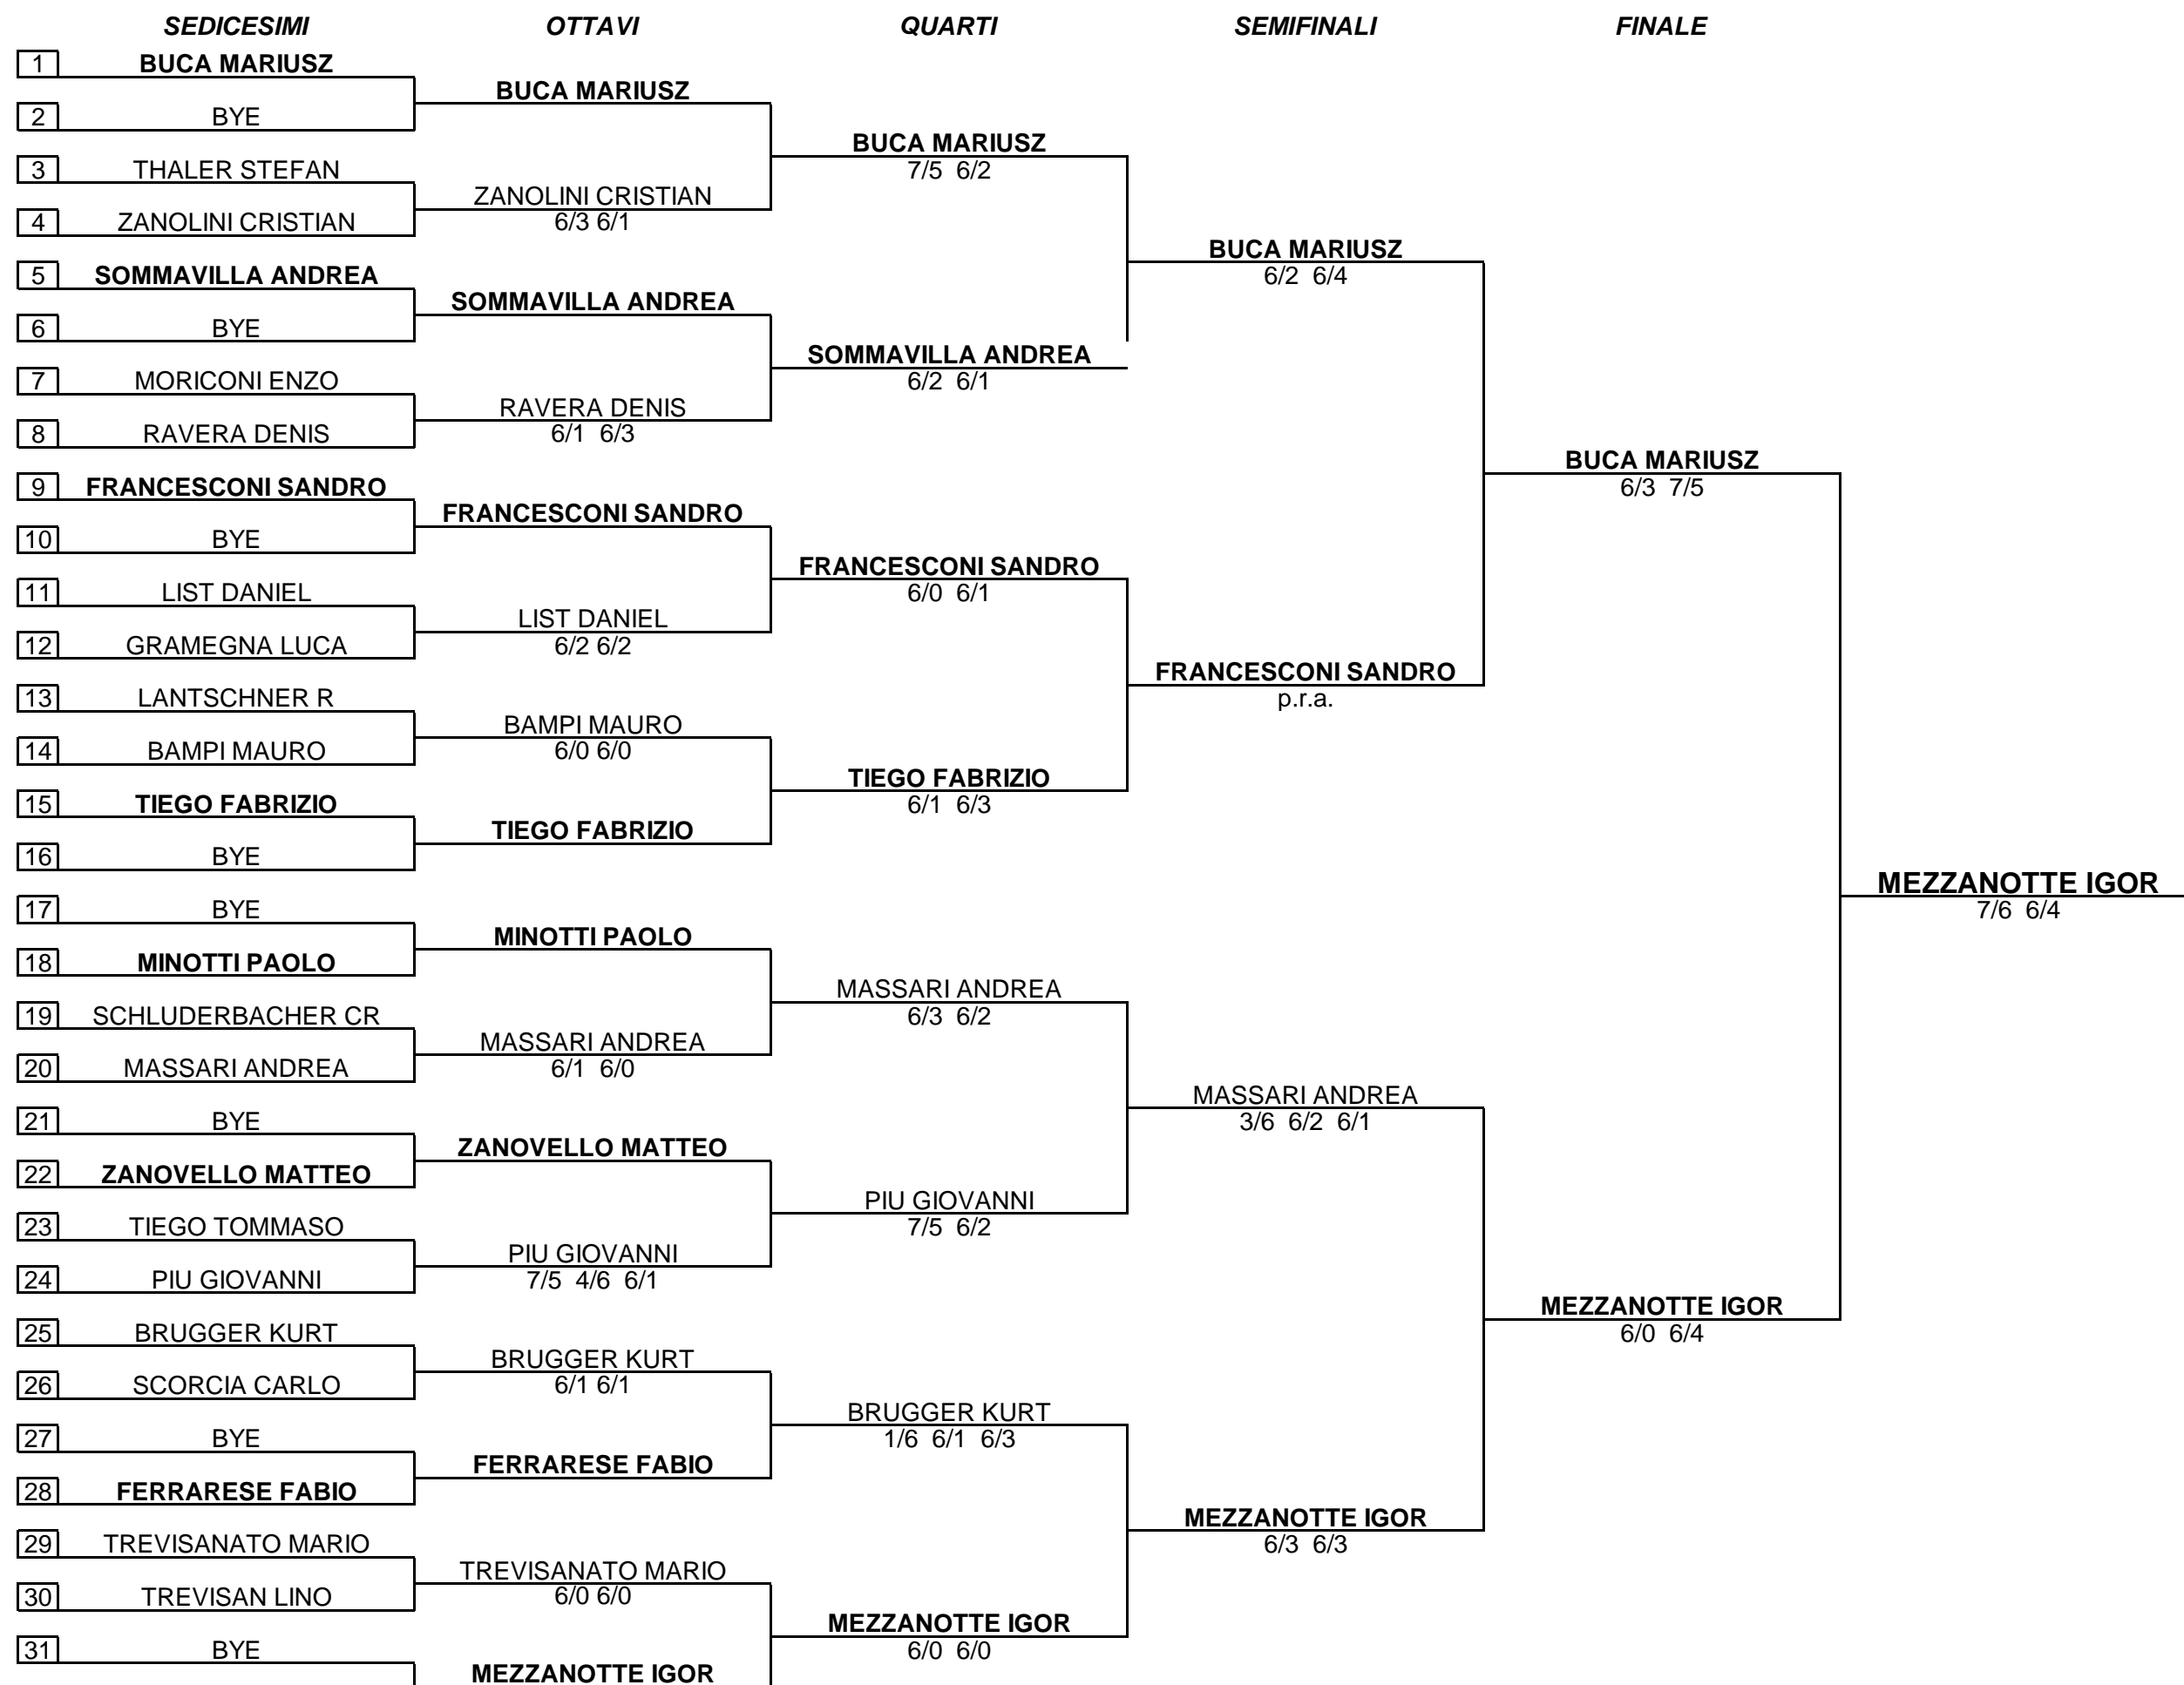 SEDICESIMI OTTAVI QUARTI SEMIFINALI FINALE
1 BUCA MARIUSZ
BUCA MARIUSZ
2 BYE
BUCA MARIUSZ
7/5 6/2
3 THALER STEFAN
ZANOLINI CRISTIAN
6/3 6/1
4 ZANOLINI CRISTIAN
BUCA MARIUSZ
6/2 6/4
5 SOMMAVILLA ANDREA
SOMMAVILLA ANDREA
6 BYE
SOMMAVILLA ANDREA
6/2 6/1
7 MORICONI ENZO
RAVERA DENIS
6/1 6/3
8 RAVERA DENIS
BUCA MARIUSZ
6/3 7/5
9 FRANCESCONI SANDRO
FRANCESCONI SANDRO
10 BYE
FRANCESCONI SANDRO
6/0 6/1
11 LIST DANIEL
LIST DANIEL
6/2 6/2
12 GRAMEGNA LUCA
FRANCESCONI SANDRO
p.r.a.
13 LANTSCHNER R
BAMPI MAURO
6/0 6/0
14 BAMPI MAURO
TIEGO FABRIZIO
6/1 6/3
15 TIEGO FABRIZIO
TIEGO FABRIZIO
16 BYE
MEZZANOTTE IGOR
7/6 6/4
17 BYE
MINOTTI PAOLO
18 MINOTTI PAOLO
MASSARI ANDREA
6/3 6/2
19 SCHLUDERBACHER CR
MASSARI ANDREA
6/1 6/0
20 MASSARI ANDREA
MASSARI ANDREA
3/6 6/2 6/1
21 BYE
ZANOVELLO MATTEO
22 ZANOVELLO MATTEO
PIU GIOVANNI
7/5 6/2
23 TIEGO TOMMASO
PIU GIOVANNI
7/5 4/6 6/1
24 PIU GIOVANNI
MEZZANOTTE IGOR
6/0 6/4
25 BRUGGER KURT
BRUGGER KURT
6/1 6/1
26 SCORCIA CARLO
BRUGGER KURT
1/6 6/1 6/3
27 BYE
FERRARESE FABIO
28 FERRARESE FABIO
MEZZANOTTE IGOR
6/3 6/3
29 TREVISANATO MARIO
TREVISANATO MARIO
6/0 6/0
30 TREVISAN LINO
MEZZANOTTE IGOR
6/0 6/0
31 BYE
MEZZANOTTE IGOR